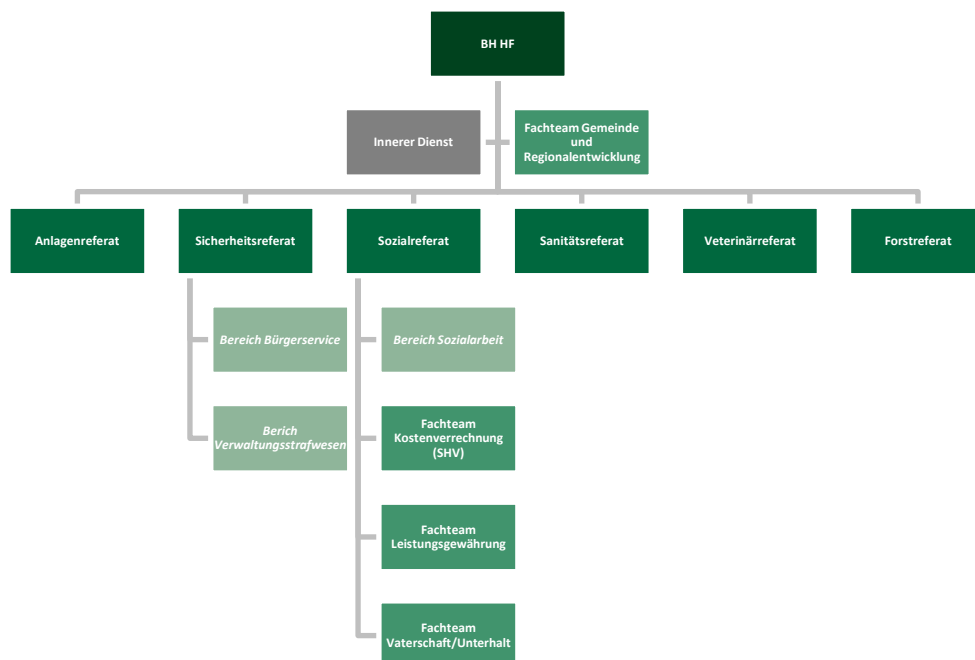 BH HF
Innerer Dienst
Fachteam Gemeinde
und
Regionalentwicklung
Anlagenreferat
Sicherheitsreferat
Sozialreferat
Sanitätsreferat
Veterinärreferat
Forstreferat
Bereich Bürgerservice
Bereich Sozialarbeit
Berich
Verwaltungsstrafwesen
Fachteam
Kostenverrechnung
(SHV)
Fachteam
Leistungsgewährung
Fachteam
Vaterschaft/Unterhalt